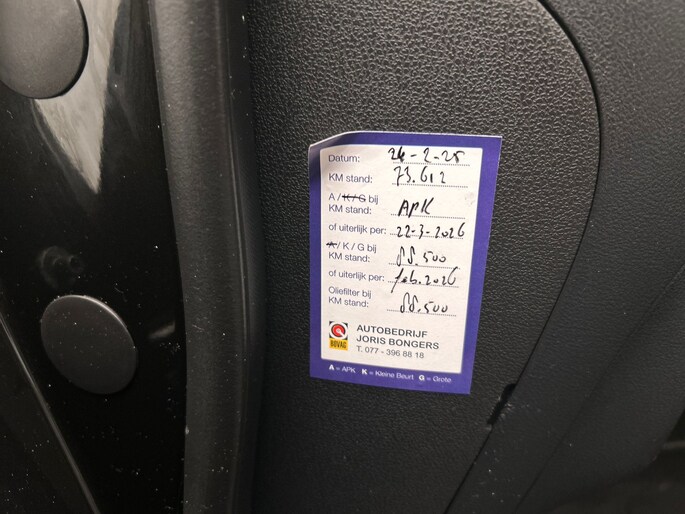 Datum: 24-2-25
KM stand: 73.612
A / K / G bij
KM stand: APK
of uiterlijk per: 22-3-2026
A / K / G bij
KM stand: 88.500
of uiterlijk per: feb. 2026
Oliefilter bij
KM stand: 88.500
BOVAG
AUTOBEDRIJF
JORIS BONGERS
T. 077 - 396 88 18
A = APK K = Kleine Beurt G = Grote